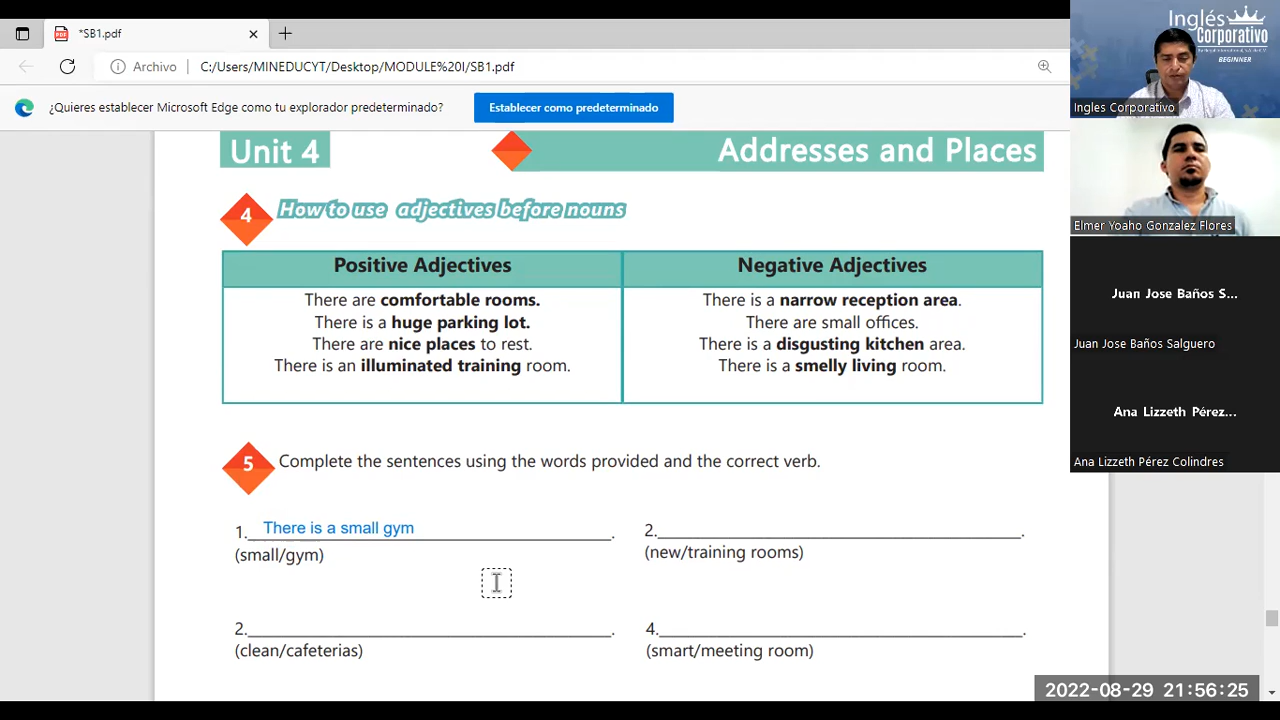 *SB1.pdf
Archivo
C:/Users/MINEDUCYT/Desktop/MODULE%20I/SB1.pdf
¿Quieres establecer Microsoft Edge como tu explorador predeterminado?
Establecer como predeterminado
Unit 4
Addresses and Places
4
How to use adjectives before nouns
Positive Adjectives
There are comfortable rooms.
There is a huge parking lot.
There are nice places to rest.
There is an illuminated training room.
Negative Adjectives
There is a narrow reception area.
There are small offices.
There is a disgusting kitchen area.
There is a smelly living room.
5
Complete the sentences using the words provided and the correct verb.
1. There is a small gym.
(small/gym)
2. .
(new/training rooms)
2. .
(clean/cafeterias)
4. .
(smart/meeting room)
Inglés
Corporativo
BEGINNER
Ingles Corporativo
Elmer Yoaho Gonzalez Flores
Juan Jose Baños S...
Juan Jose Baños Salguero
Ana Lizzeth Pérez...
Ana Lizzeth Pérez Colindres
2022-08-29 21:56:25